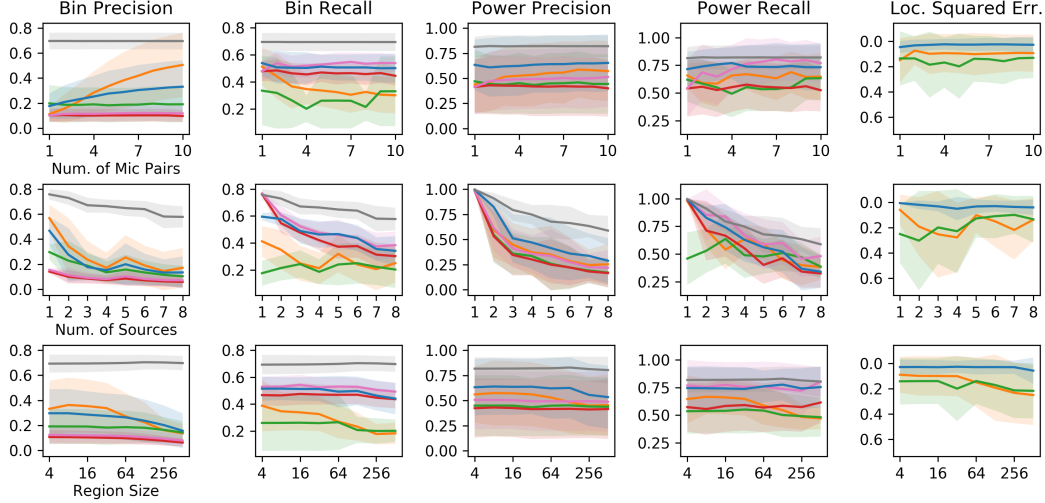 Bin Precision Bin Recall Power Precision Power Recall Loc. Squared Err.
0.8 0.6 0.4 0.2 0.0
1 4 7 10
0.8 0.6 0.4 0.2
1 4 7 10
1.00 0.75 0.50 0.25 0.00
1 4 7 10
1.00 0.75 0.50 0.25
1 4 7 10
0.0 0.2 0.4 0.6
1 4 7 10
Num. of Mic Pairs
0.8 0.6 0.4 0.2 0.0
1 2 3 4 5 6 7 8
0.8 0.6 0.4 0.2
1 2 3 4 5 6 7 8
1.00 0.75 0.50 0.25 0.00
1 2 3 4 5 6 7 8
1.00 0.75 0.50 0.25
1 2 3 4 5 6 7 8
0.0 0.2 0.4 0.6
1 2 3 4 5 6 7 8
Num. of Sources
0.8 0.6 0.4 0.2 0.0
4 16 64 256
0.8 0.6 0.4 0.2
4 16 64 256
1.00 0.75 0.50 0.25 0.00
4 16 64 256
1.00 0.75 0.50 0.25
4 16 64 256
0.0 0.2 0.4 0.6
4 16 64 256
Region Size